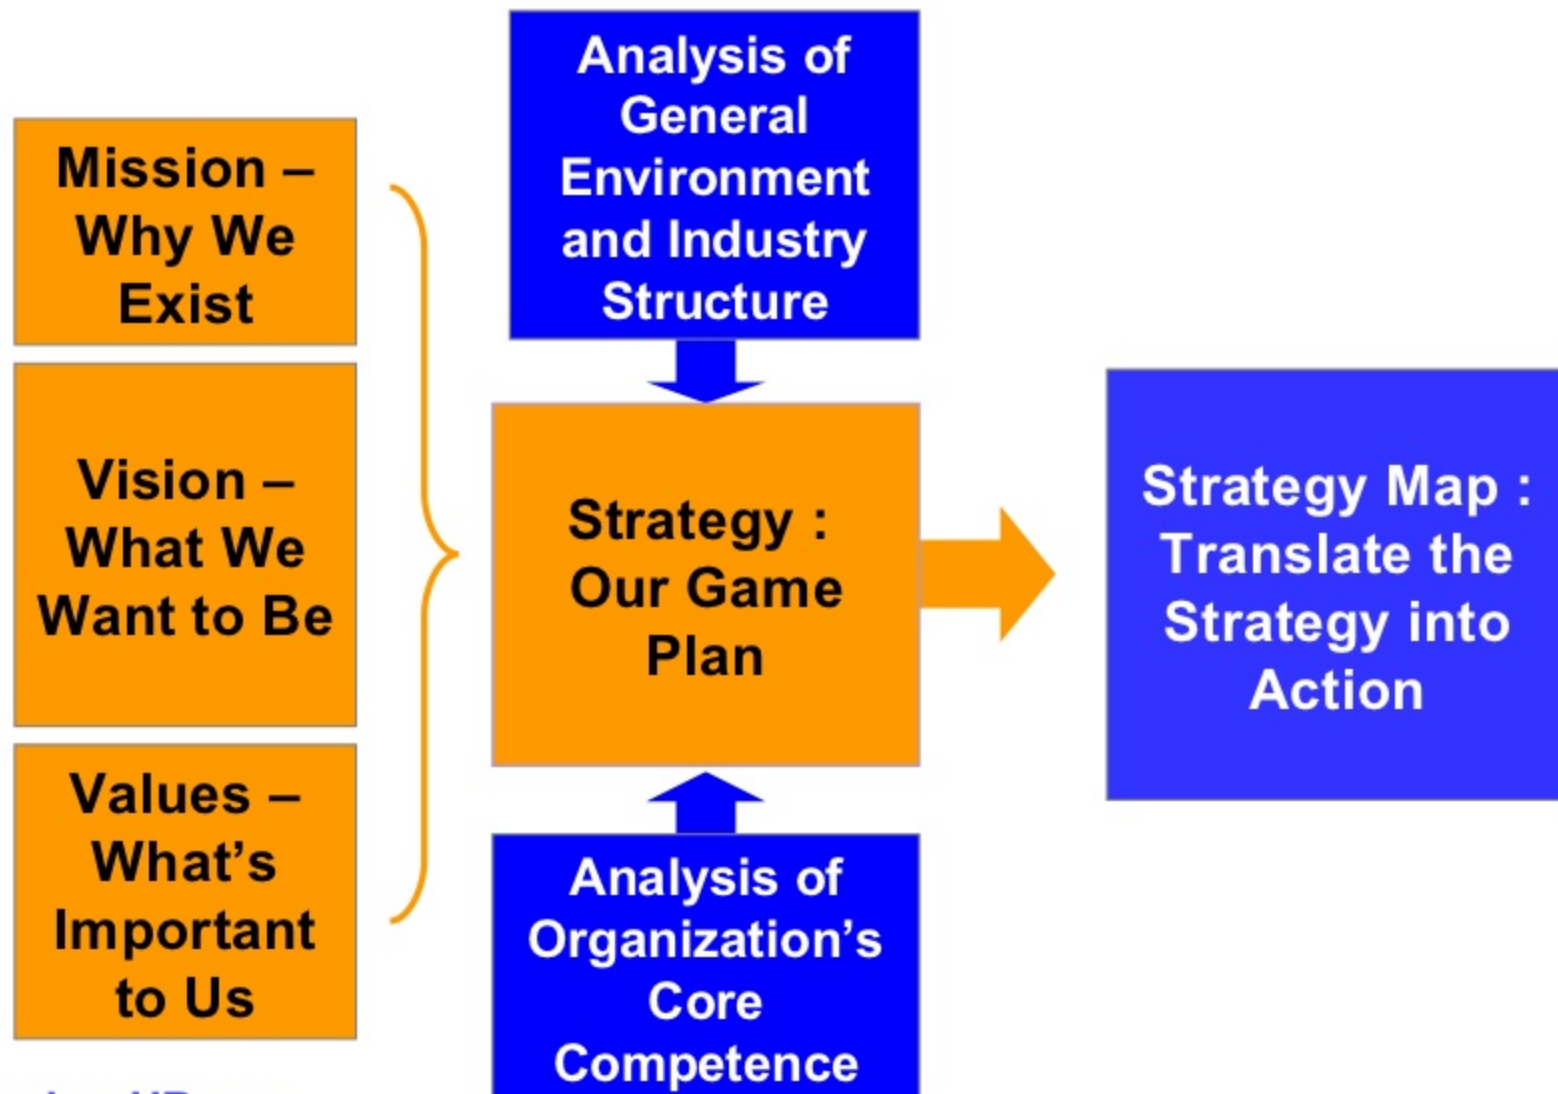 Mission –
Why We
Exist
Vision –
What We
Want to Be
Values –
What’s
Important
to Us
Analysis of
General
Environment
and Industry
Structure
Strategy :
Our Game
Plan
Analysis of
Organization’s
Core
Competence
Strategy Map :
Translate the
Strategy into
Action